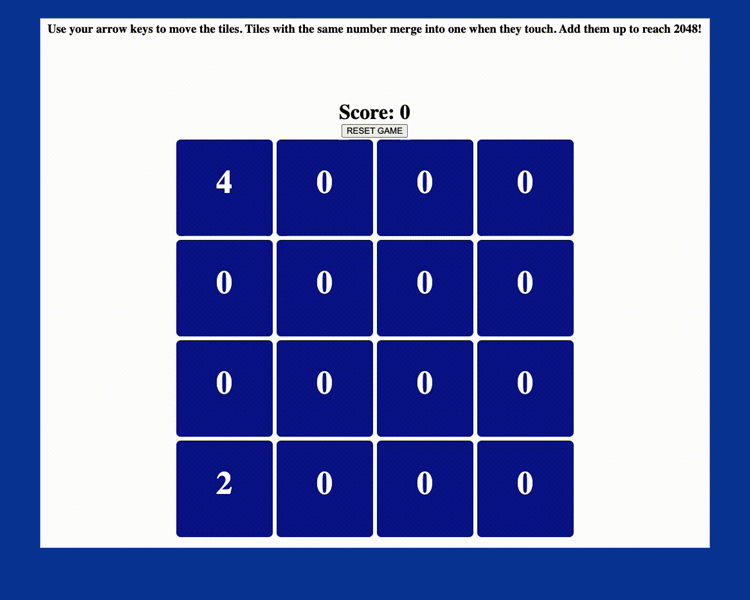 Use your arrow keys to move the tiles. Tiles with the same number merge into one when they touch. Add them up to reach 2048!
Score: 0
RESET GAME
4 0 0 0
0 0 0 0
0 0 0 0
2 0 0 0